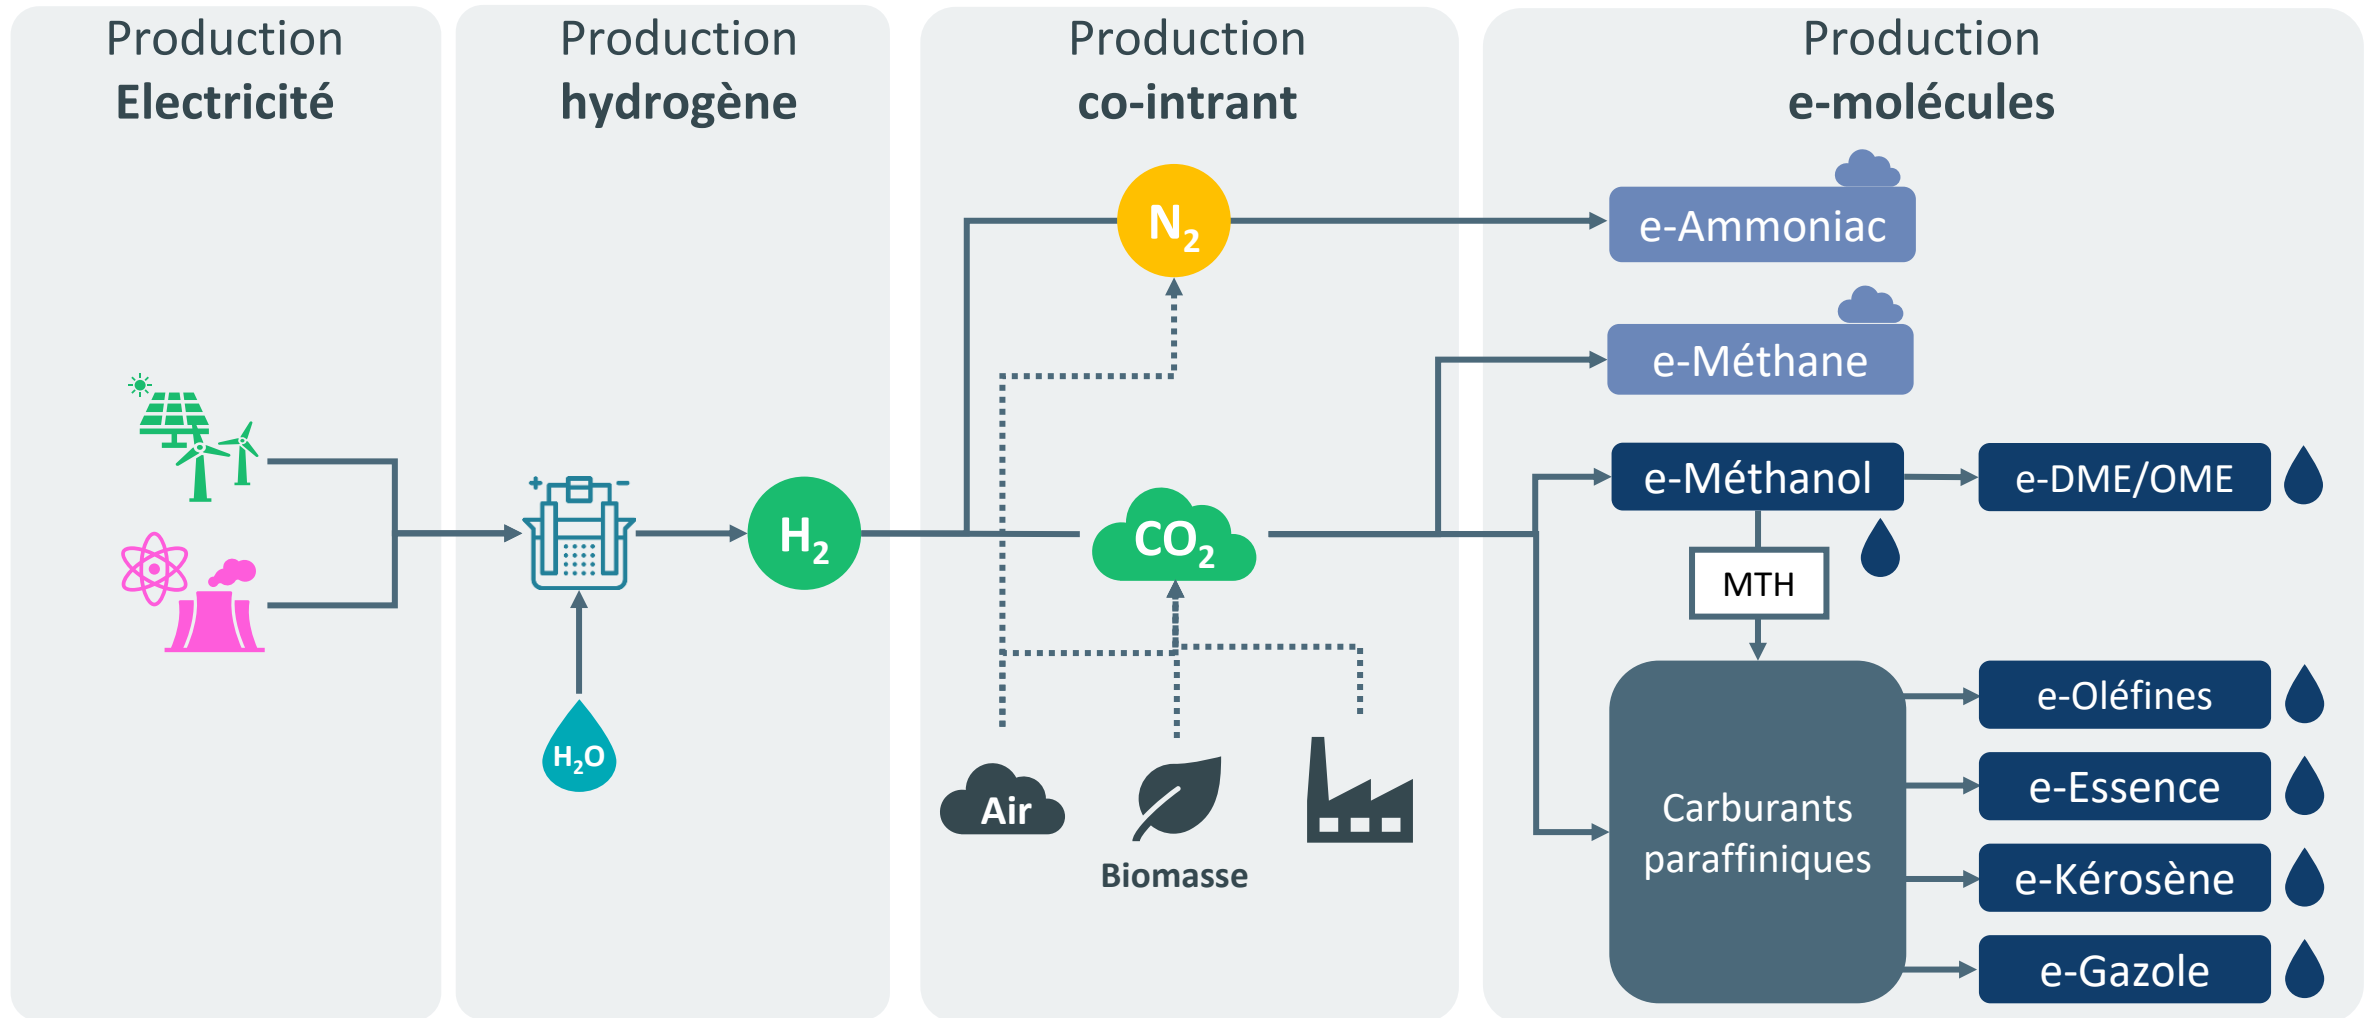 Production
Electricité
Production
hydrogène
Production
co-intrant
Production
e-molécules
N₂
e-Ammoniac
e-Méthane
e-Méthanol
e-DME/OME
+ −
H₂
CO₂
MTH
H₂O
Air
Biomasse
Carburants
paraffiniques
e-Oléfines
e-Essence
e-Kérosène
e-Gazole